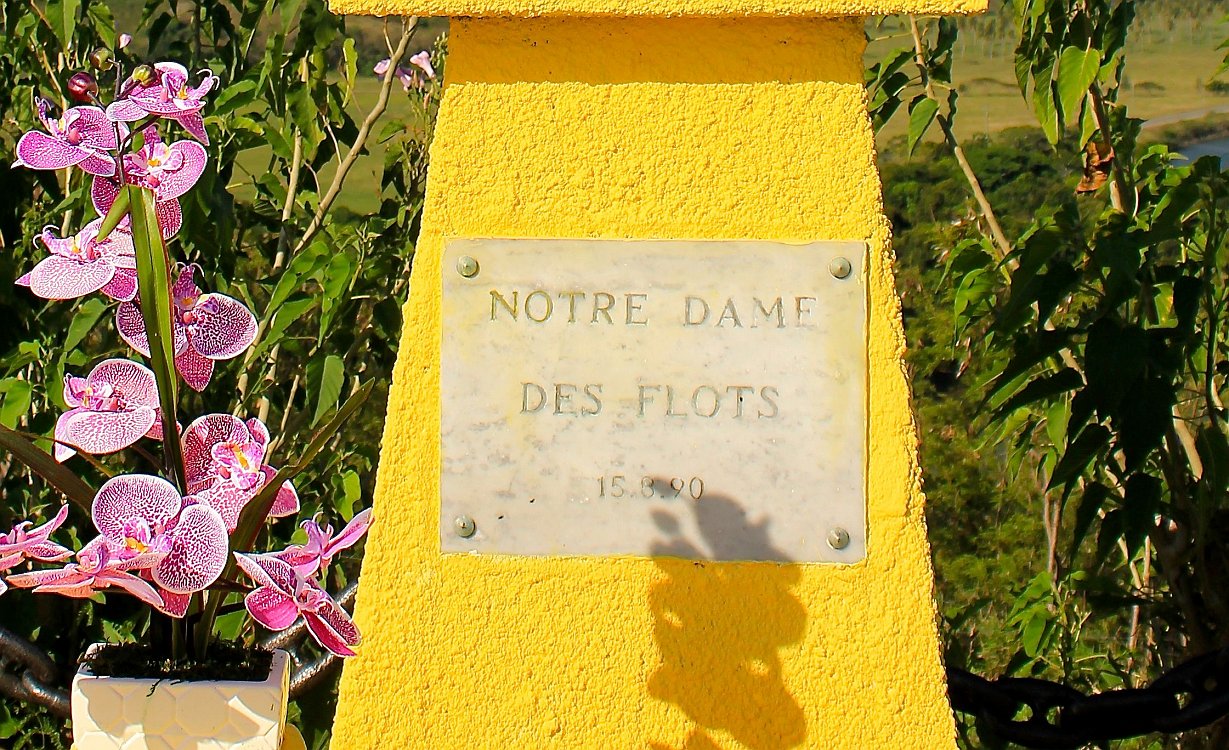 NOTRE DAME
DES FLOTS
15.8.90